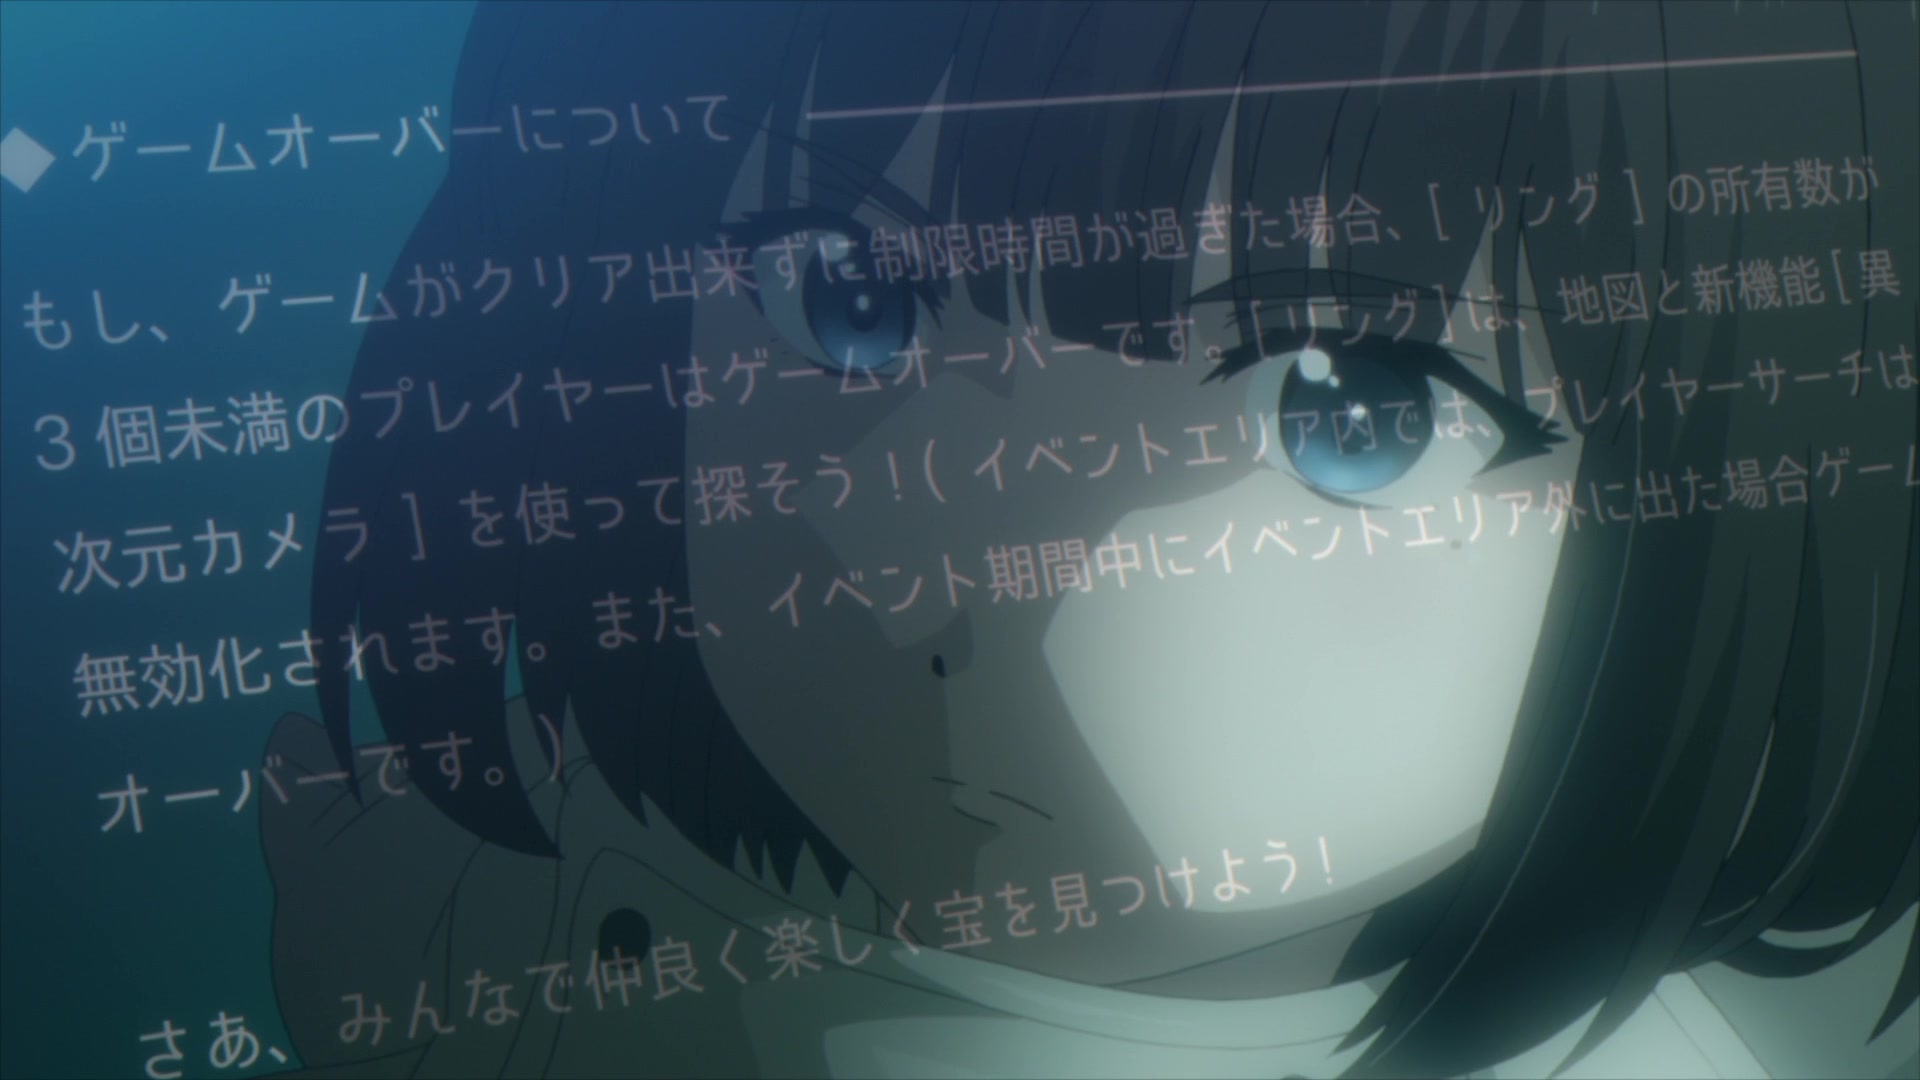 ◆ゲームオーバーについて
もし、ゲームがクリア出来ずに制限時間が過ぎた場合、[ リング ] の所有数が
3 個未満のプレイヤーはゲームオーバーです。[ リング ] は、地図と新機能 [ 異
次元カメラ ] を使って探そう！( イベントエリア内では、プレイヤーサーチは
無効化されます。また、イベント期間中にイベントエリア外に出た場合ゲーム
オーバーです。)
さあ、みんなで仲良く楽しく宝を見つけよう！